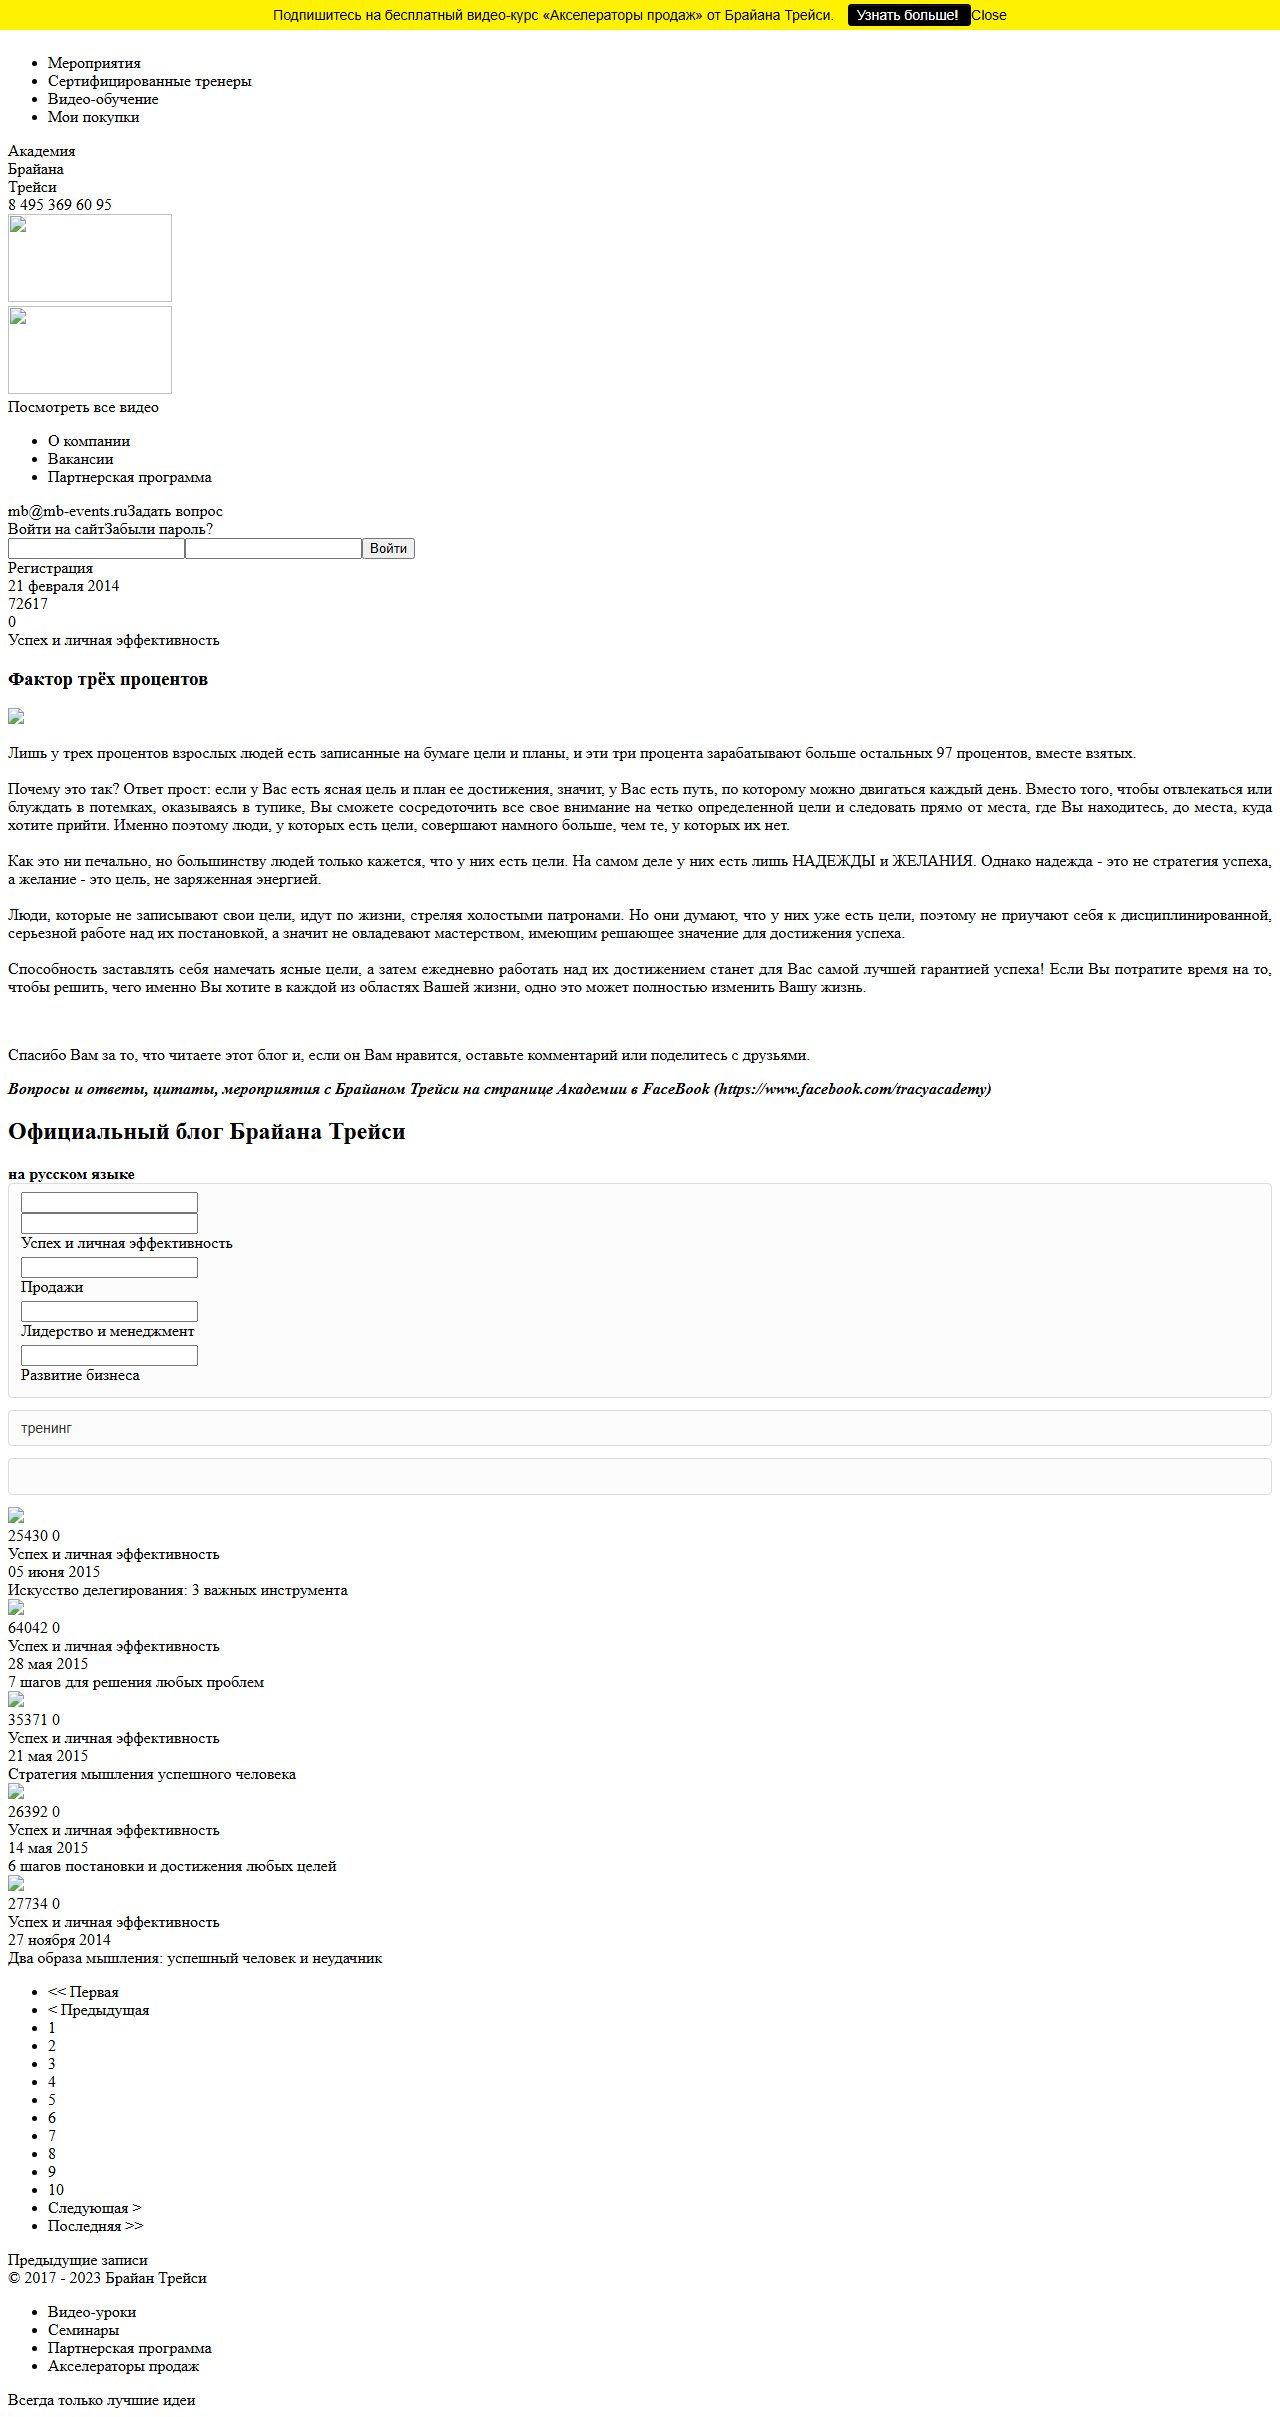 Подпишитесь на бесплатный видео-курс «Акселераторы продаж» от Брайана Трейси. Узнать больше! Close
Мероприятия
Сертифицированные тренеры
Видео-обучение
Мои покупки
Академия
Брайана
Трейси
8 495 369 60 95
Посмотреть все видео
О компании
Вакансии
Партнерская программа
mb@mb-events.ruЗадать вопрос
Войти на сайтЗабыли пароль?
Войти
Регистрация
21 февраля 2014
72617
0
Успех и личная эффективность
Фактор трёх процентов
Лишь у трех процентов взрослых людей есть записанные на бумаге цели и планы, и эти три процента зарабатывают больше остальных 97 процентов, вместе взятых.
Почему это так? Ответ прост: если у Вас есть ясная цель и план ее достижения, значит, у Вас есть путь, по которому можно двигаться каждый день. Вместо того, чтобы отвлекаться или
блуждать в потемках, оказываясь в тупике, Вы сможете сосредоточить все свое внимание на четко определенной цели и следовать прямо от места, где Вы находитесь, до места, куда
хотите прийти. Именно поэтому люди, у которых есть цели, совершают намного больше, чем те, у которых их нет.
Как это ни печально, но большинству людей только кажется, что у них есть цели. На самом деле у них есть лишь НАДЕЖДЫ и ЖЕЛАНИЯ. Однако надежда - это не стратегия успеха,
а желание - это цель, не заряженная энергией.
Люди, которые не записывают свои цели, идут по жизни, стреляя холостыми патронами. Но они думают, что у них уже есть цели, поэтому не приучают себя к дисциплинированной,
серьезной работе над их постановкой, а значит не овладевают мастерством, имеющим решающее значение для достижения успеха.
Способность заставлять себя намечать ясные цели, а затем ежедневно работать над их достижением станет для Вас самой лучшей гарантией успеха! Если Вы потратите время на то,
чтобы решить, чего именно Вы хотите в каждой из областях Вашей жизни, одно это может полностью изменить Вашу жизнь.
Спасибо Вам за то, что читаете этот блог и, если он Вам нравится, оставьте комментарий или поделитесь с друзьями.
Вопросы и ответы, цитаты, мероприятия с Брайаном Трейси на странице Академии в FaceBook (https://www.facebook.com/tracyacademy)
Официальный блог Брайана Трейси
на русском языке
Успех и личная эффективность
Продажи
Лидерство и менеджмент
Развитие бизнеса
тренинг
25430 0
Успех и личная эффективность
05 июня 2015
Искусство делегирования: 3 важных инструмента
64042 0
Успех и личная эффективность
28 мая 2015
7 шагов для решения любых проблем
35371 0
Успех и личная эффективность
21 мая 2015
Стратегия мышления успешного человека
26392 0
Успех и личная эффективность
14 мая 2015
6 шагов постановки и достижения любых целей
27734 0
Успех и личная эффективность
27 ноября 2014
Два образа мышления: успешный человек и неудачник
<< Первая
< Предыдущая
1
2
3
4
5
6
7
8
9
10
Следующая >
Последняя >>
Предыдущие записи
© 2017 - 2023 Брайан Трейси
Видео-уроки
Семинары
Партнерская программа
Акселераторы продаж
Всегда только лучшие идеи